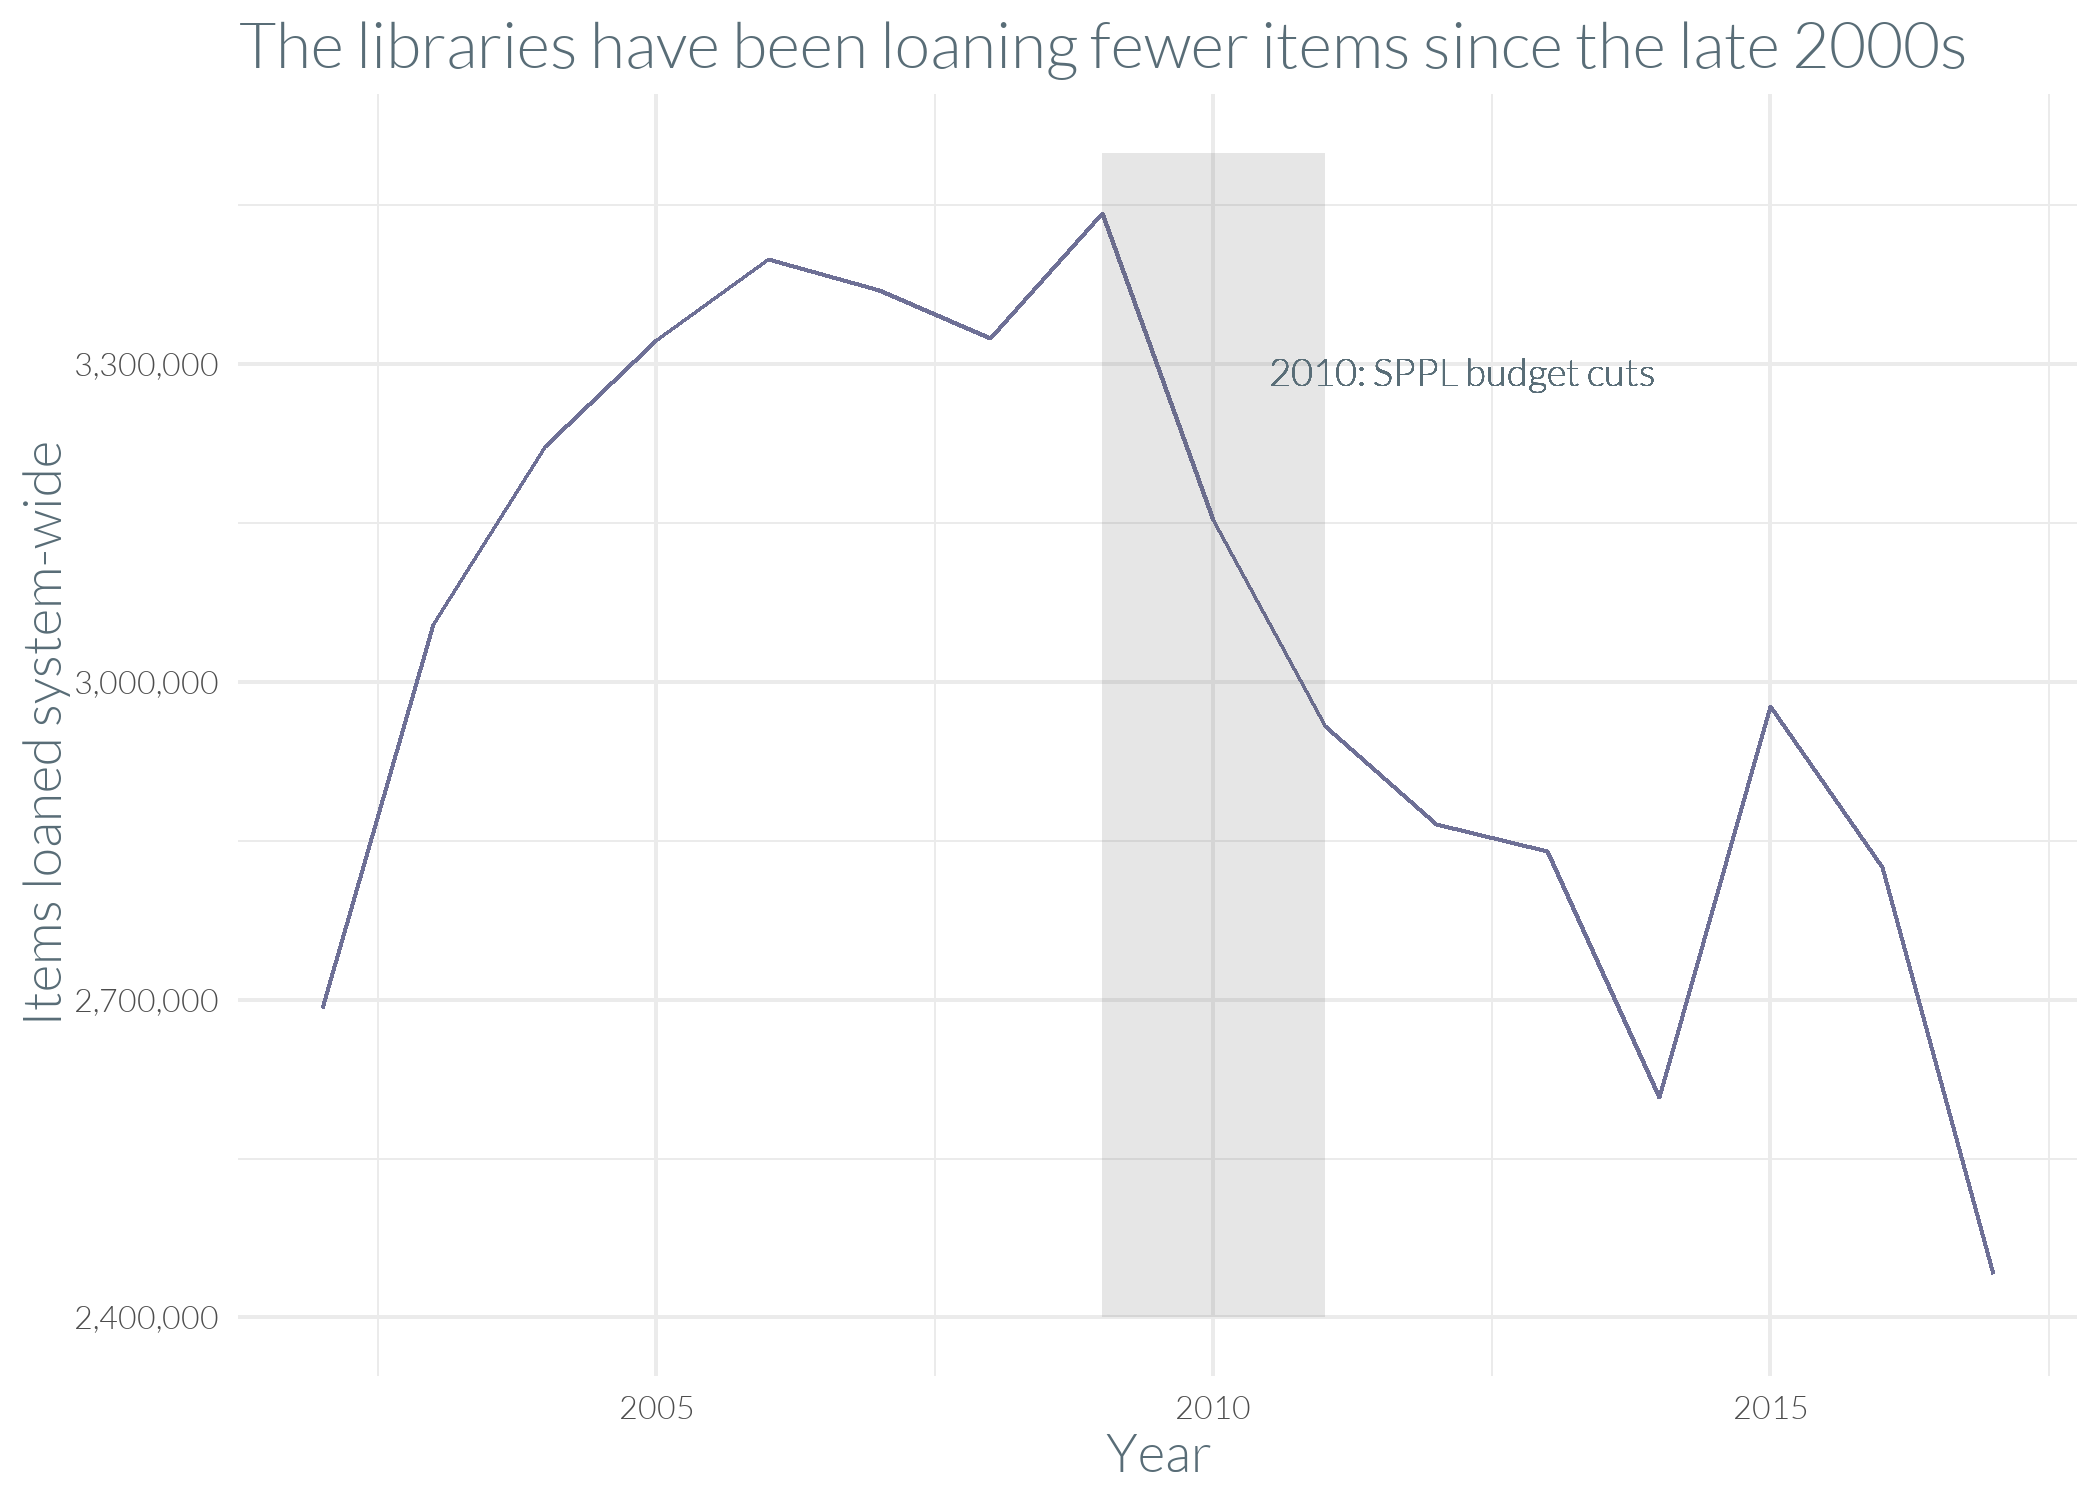 The libraries have been loaning fewer items since the late 2000s
Items loaned system-wide
3,300,000
3,000,000
2,700,000
2,400,000
2010: SPPL budget cuts
2005
2010
2015
Year